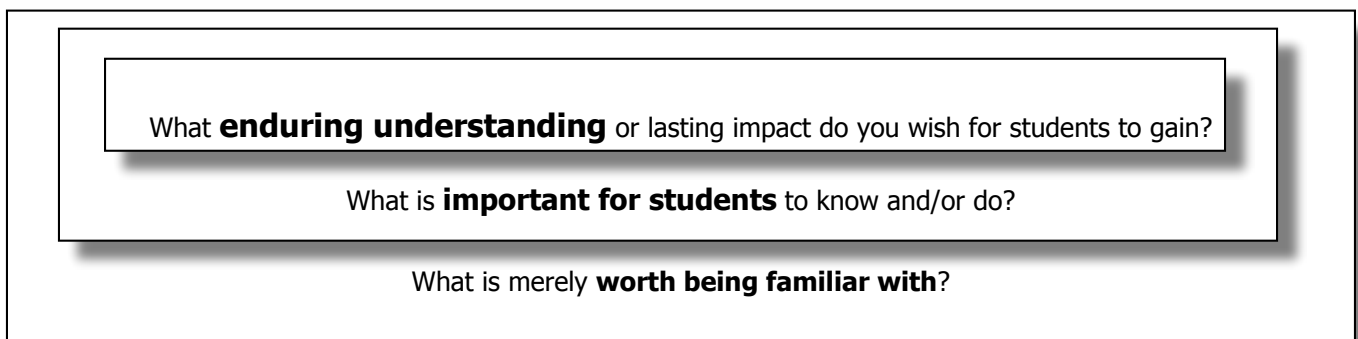 What enduring understanding or lasting impact do you wish for students to gain?
What is important for students to know and/or do?
What is merely worth being familiar with?